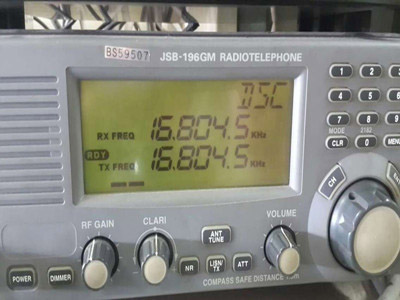 BS59507
JSB-196GM RADIOTELEPHONE
DSC
RX FREQ 16.804.5 KHz
RDY
TX FREQ 16.804.5 KHz
1 2 3
4 5 6
7 8 9
MODE 2182
CLR 0 MENU
CH
RF GAIN CLARI VOLUME
ANT TUNE
POWER DIMMER NR ATT
COMPASS SAFE DISTANCE